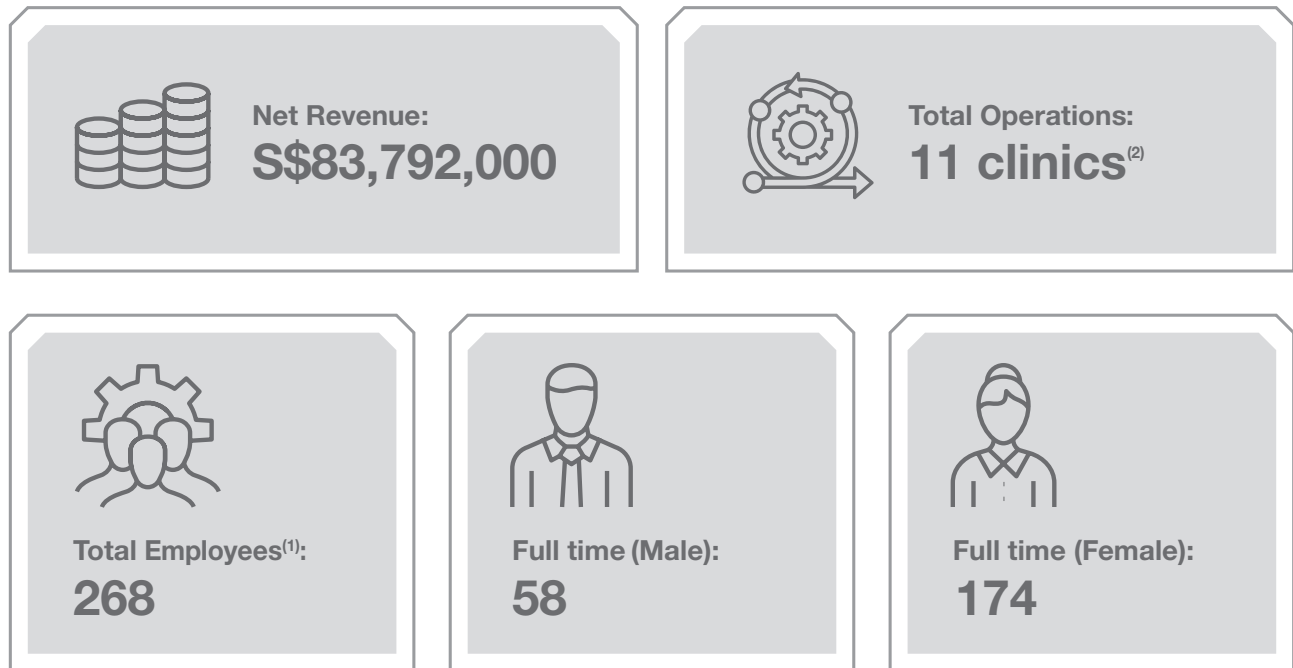 Net Revenue:
S$83,792,000
Total Operations:
11 clinics(2)
Total Employees(1):
268
Full time (Male):
58
Full time (Female):
174